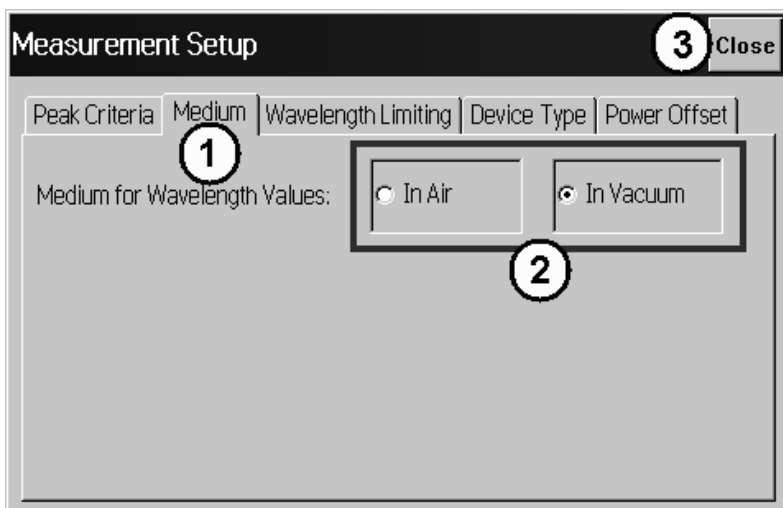 Measurement Setup 3 Close
Peak Criteria Medium Wavelength Limiting Device Type Power Offset
1
Medium for Wavelength Values: In Air In Vacuum
2